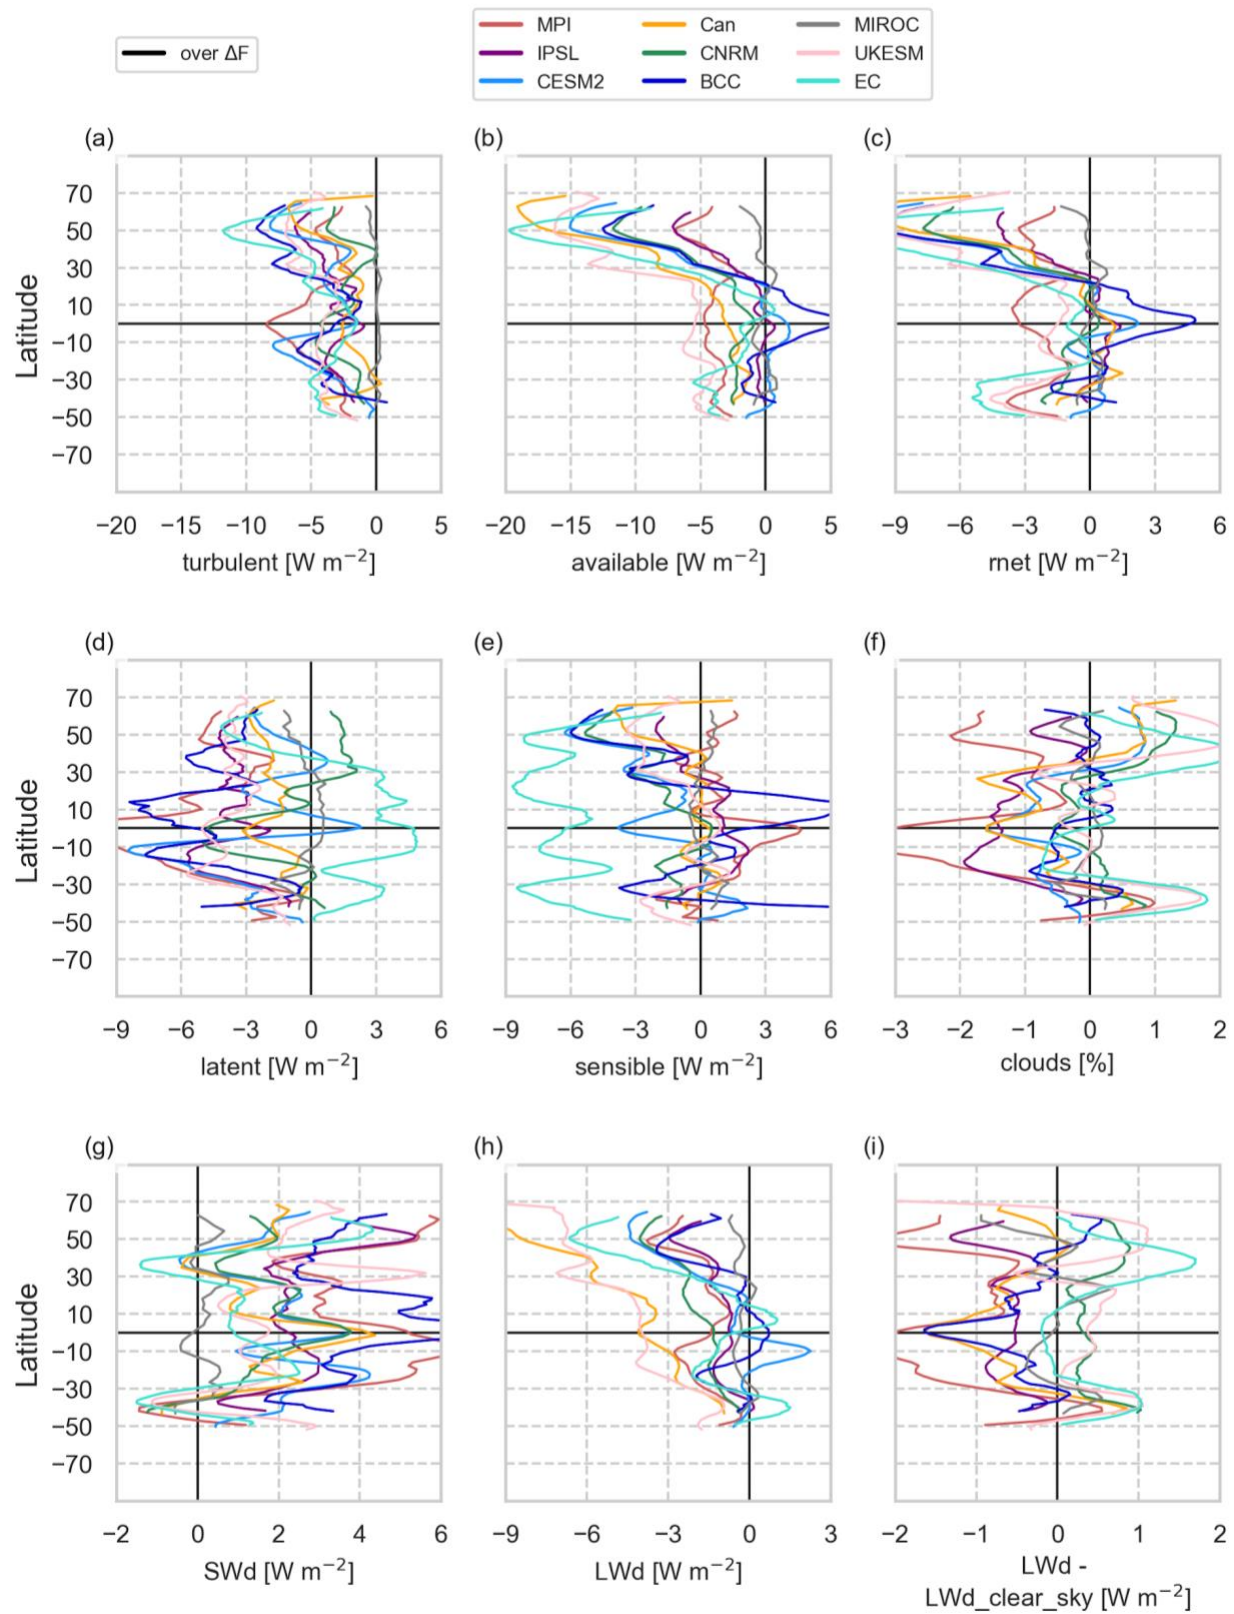 over ΔF
MPI Can MIROC
IPSL CNRM UKESM
CESM2 BCC EC
(a) (b) (c)
Latitude
70
50
30
10
−10
−30
−50
−70
−20 −15 −10 −5 0 5
turbulent [W m⁻²]
−20 −15 −10 −5 0 5
available [W m⁻²]
−9 −6 −3 0 3 6
rnet [W m⁻²]
(d) (e) (f)
Latitude
70
50
30
10
−10
−30
−50
−70
−9 −6 −3 0 3 6
latent [W m⁻²]
−9 −6 −3 0 3 6
sensible [W m⁻²]
−3 −2 −1 0 1 2
clouds [%]
(g) (h) (i)
Latitude
70
50
30
10
−10
−30
−50
−70
−2 0 2 4 6
SWd [W m⁻²]
−9 −6 −3 0 3
LWd [W m⁻²]
−2 −1 0 1 2
LWd -
LWd_clear_sky [W m⁻²]